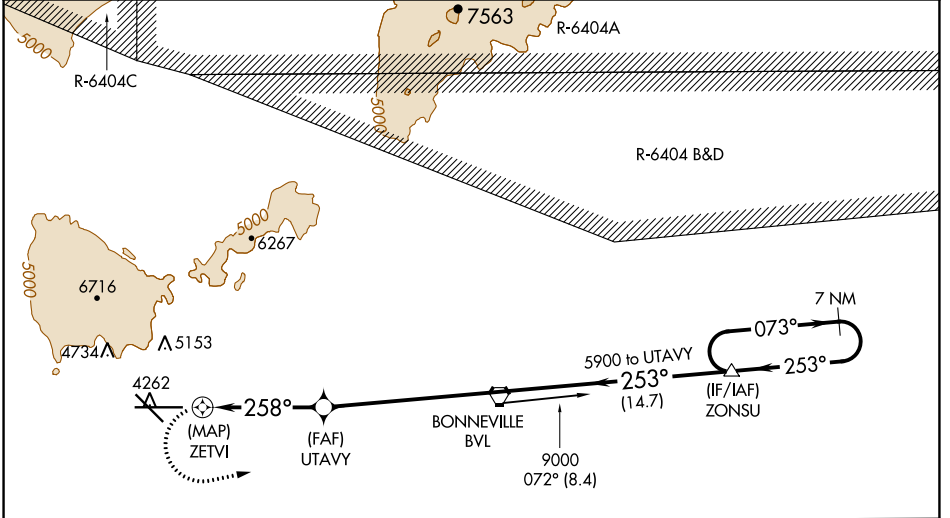 7563
R-6404A
5000
R-6404C
5000
R-6404 B&D
5000
6267
5000
6716
7 NM
073°
4734
5153
5900 to UTAVY
253°
253°
(14.7)
(IF/IAF)
ZONSU
4262
258°
(MAP)
ZETVI
(FAF)
UTAVY
BONNEVILLE
BVL
9000
072° (8.4)